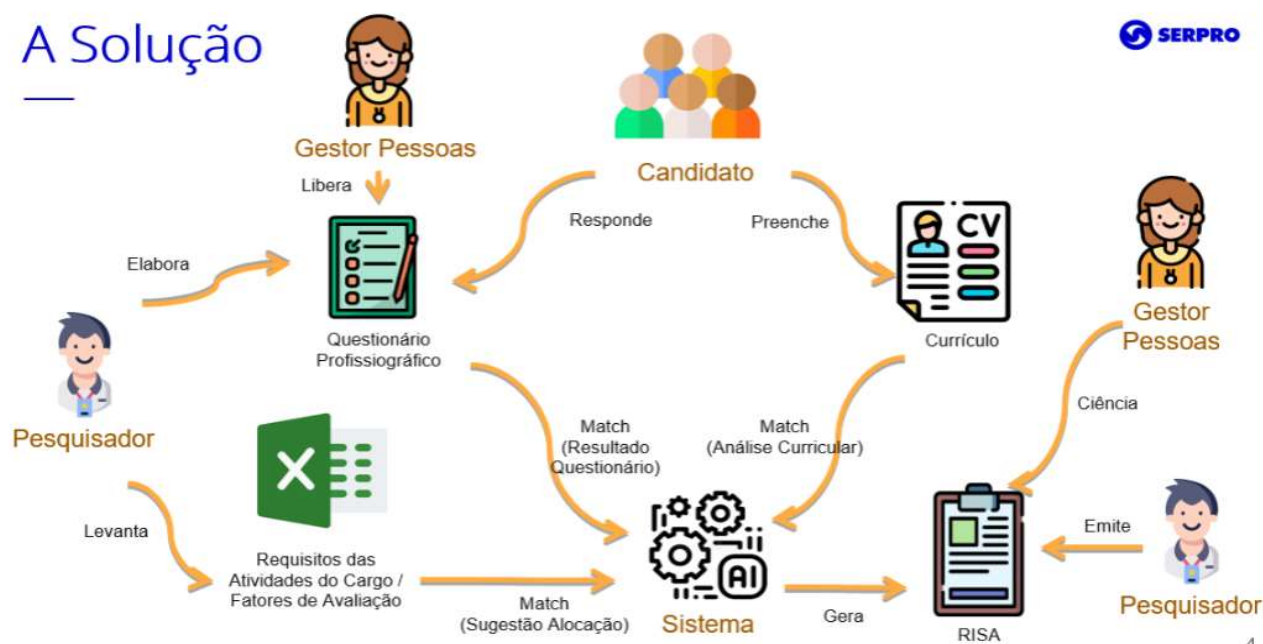 A Solução
SERPRO
Gestor Pessoas
Libera
Candidato
Responde
Preenche
CV
Elabora
Questionário
Profissiográfico
Currículo
Gestor
Pessoas
Ciência
Pesquisador
X
Match
(Resultado
Questionário)
Match
(Análise Curricular)
Levanta
Requisitos das
Atividades do Cargo /
Fatores de Avaliação
Match
(Sugestão Alocação)
AI
Sistema
Gera
RISA
Emite
Pesquisador
4